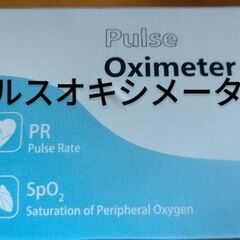 Pulse
Oximeter
ルスオキシメータ
PR
Pulse Rate
SpO₂
Saturation of Peripheral Oxygen